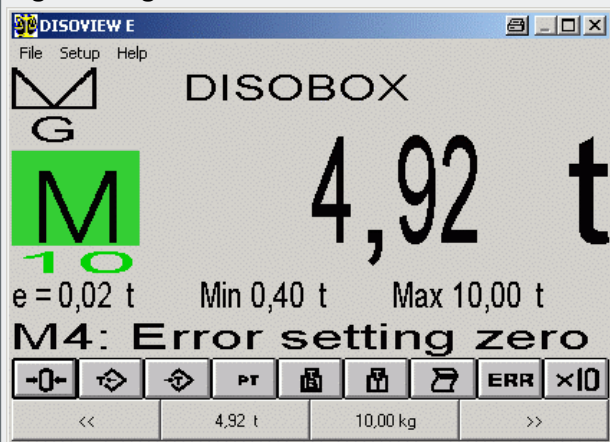 DISOVIEW E
File Setup Help
DISOBOX
G
M 4,92 t
10
e = 0,02 t Min 0,40 t Max 10,00 t
M4: Error setting zero
→0← T T PT B T ERR ×10
<< 4,92 t 10,00 kg >>